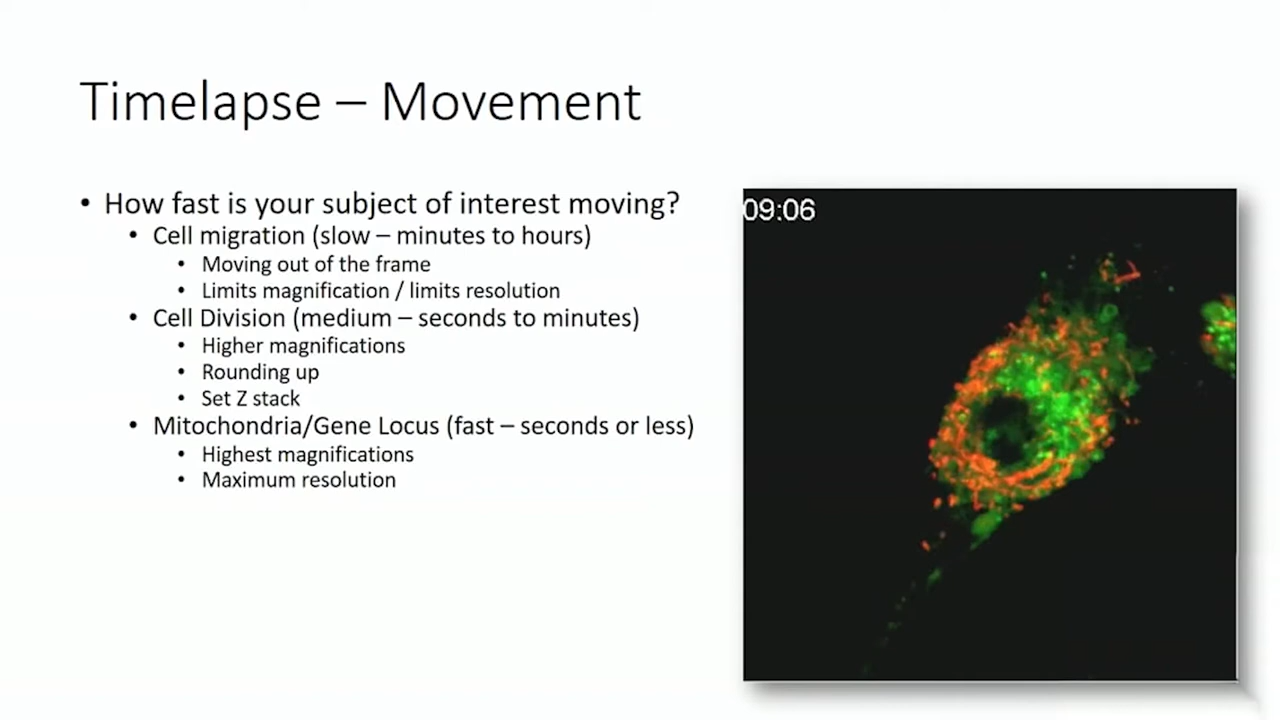 Timelapse – Movement
• How fast is your subject of interest moving?
• Cell migration (slow – minutes to hours)
• Moving out of the frame
• Limits magnification / limits resolution
• Cell Division (medium – seconds to minutes)
• Higher magnifications
• Rounding up
• Set Z stack
• Mitochondria/Gene Locus (fast – seconds or less)
• Highest magnifications
• Maximum resolution
09:06